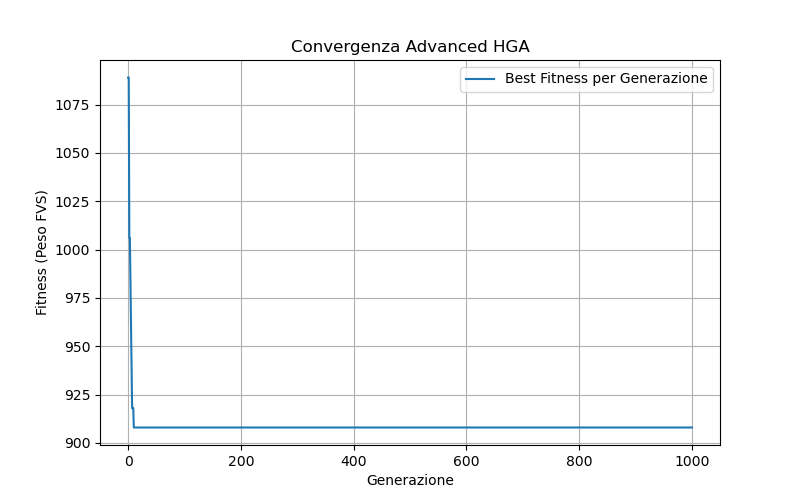 Convergenza Advanced HGA
Best Fitness per Generazione
Fitness (Peso FVS)
1075
1050
1025
1000
975
950
925
900
0 200 400 600 800 1000
Generazione